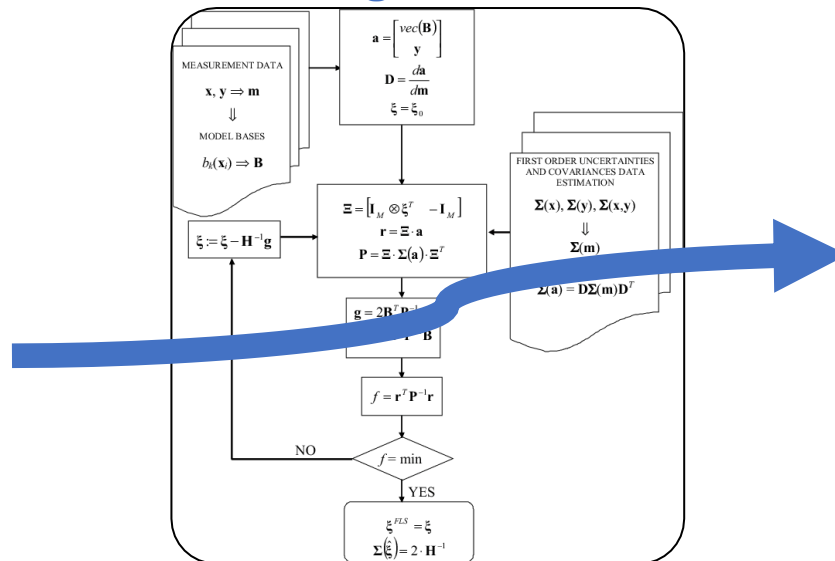 MEASUREMENT DATA
x, y ⇒ m
⇓
MODEL BASES
b_k(x_i) ⇒ B
a = [vec(B) y]
D = da/dm
ξ = ξ_0
FIRST ORDER UNCERTAINTIES
AND COVARIANCES DATA
ESTIMATION
Σ(x), Σ(y), Σ(x,y)
⇓
Σ(m)
Σ(a) = DΣ(m)D^T
Ξ = [I_M ⊗ ξ^T −I_M]
r = Ξ · a
P = Ξ · Σ(a) · Ξ^T
ξ := ξ − H^−1 g
g = 2B^T P^−1
B
f = r^T P^−1 r
NO
f = min
YES
ξ^FLS = ξ
Σ(ξ̂) = 2 · H^−1